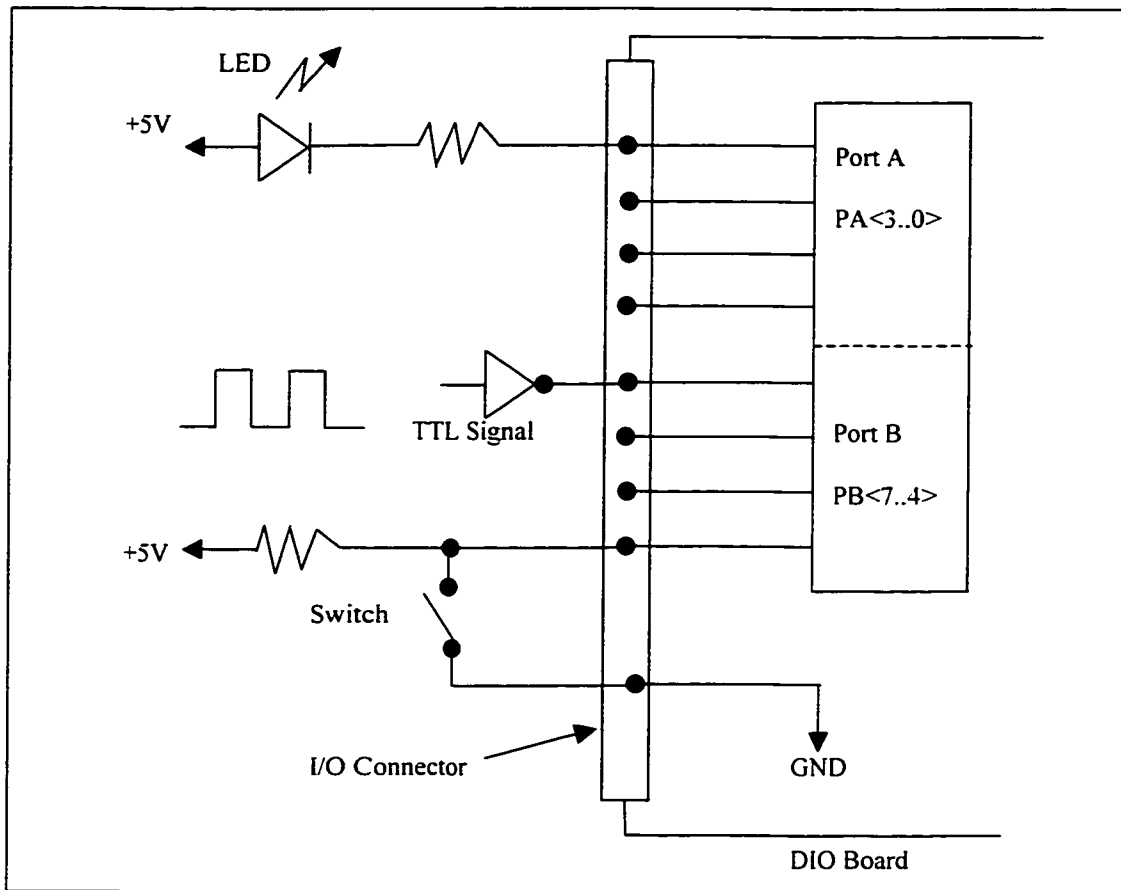 LED
+5V
Port A
PA<3..0>
TTL Signal
Port B
PB<7..4>
+5V
Switch
I/O Connector
GND
DIO Board